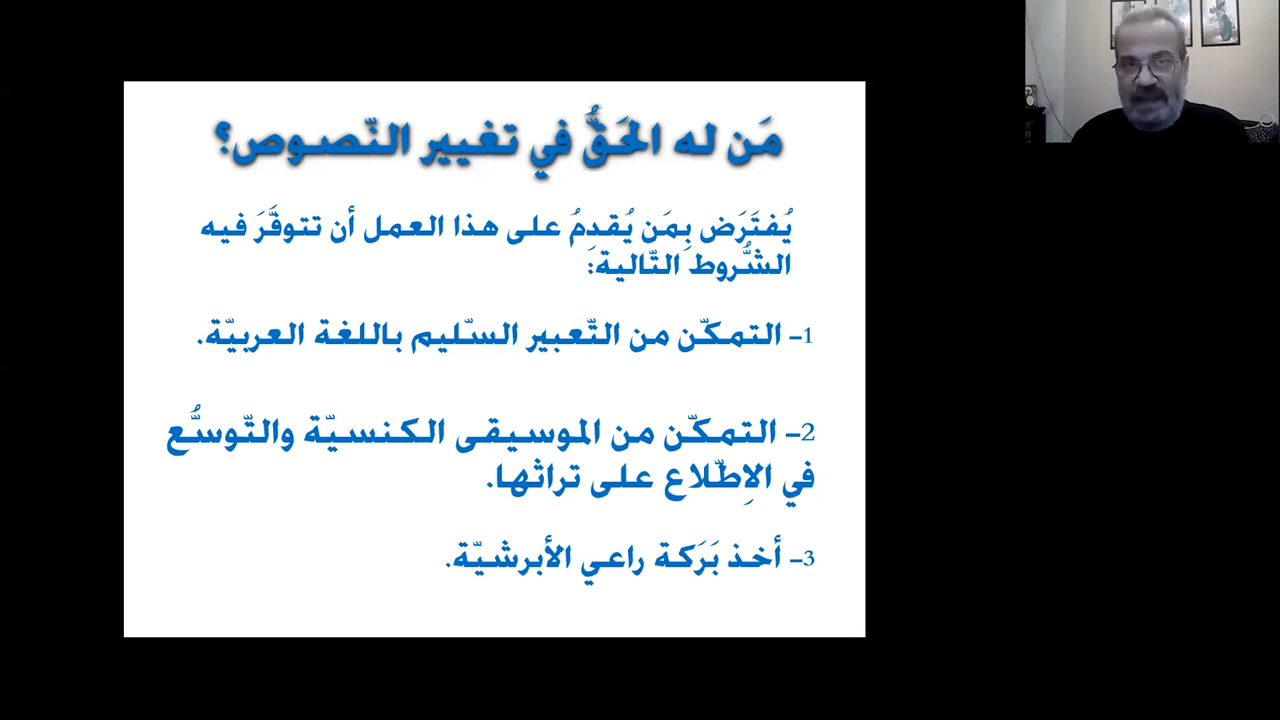 مَن له الحَقُّ في تغيير النّصوص؟
يُفتَرَض بِمَن يُقدِمُ على هذا العمل أن تتوفَّرَ فيه
الشُّروط التّالية:
1- التمكّن من التّعبير السّليم باللغة العربيّة.
2- التمكّن من الموسيقى الكنسيّة والتّوسُّع
في الاِطّلاع على تراثها.
3- أخذ بَرَكة راعي الأبرشيّة.